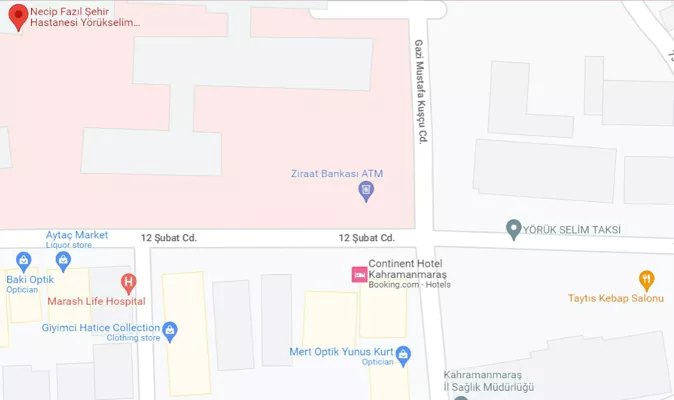 Necip Fazıl Şehir
Hastanesi Yörükselim...
Gazi Mustafa Kuşçu Cd.
Ziraat Bankası ATM
12 Şubat Cd.
12 Şubat Cd.
YÖRÜK SELİM TAKSİ
Aytaç Market
Liquor store
Baki Optik
Optician
Marash Life Hospital
Continent Hotel
Kahramanmaraş
Booking.com - Hotels
Taytıs Kebap Salonu
Giyimci Hatice Collection
Clothing store
Mert Optik Yunus Kurt
Optician
Kahramanmaraş
İl Sağlık Müdürlüğü